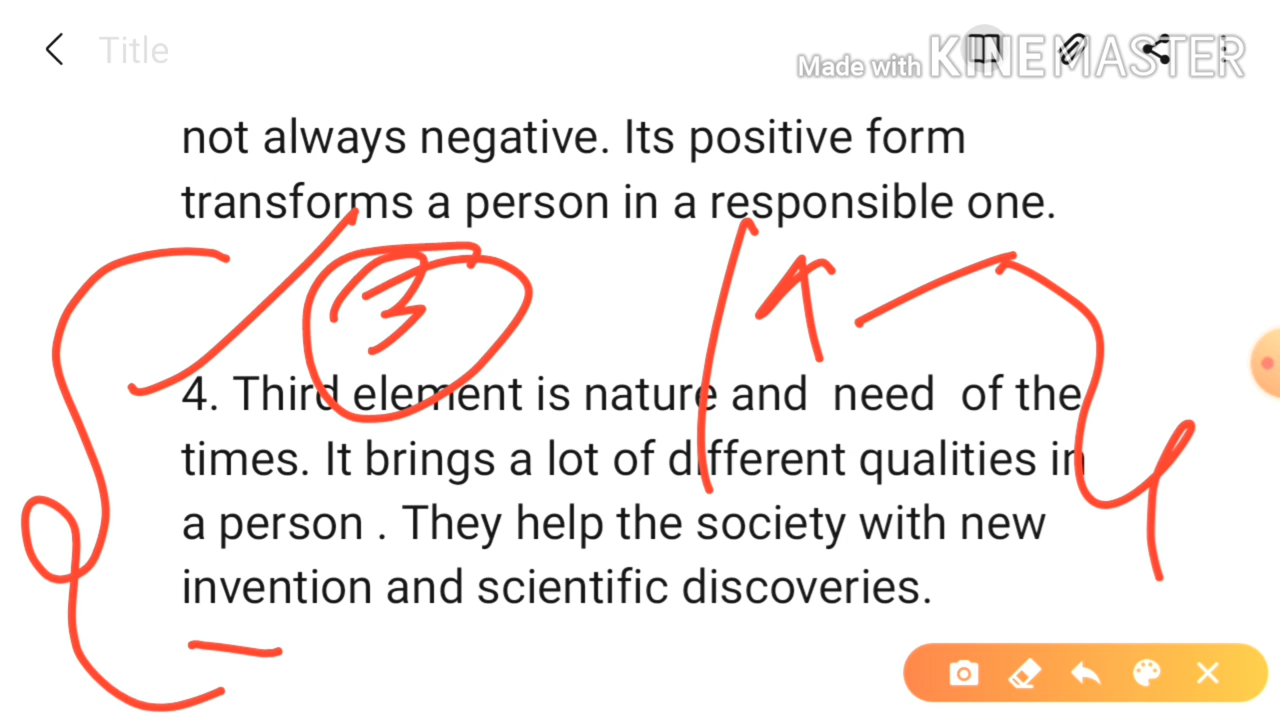 Title
Made with KINEMASTER
not always negative. Its positive form
transforms a person in a responsible one.
3
4. Third element is nature and need of the
times. It brings a lot of different qualities in
a person . They help the society with new
invention and scientific discoveries.